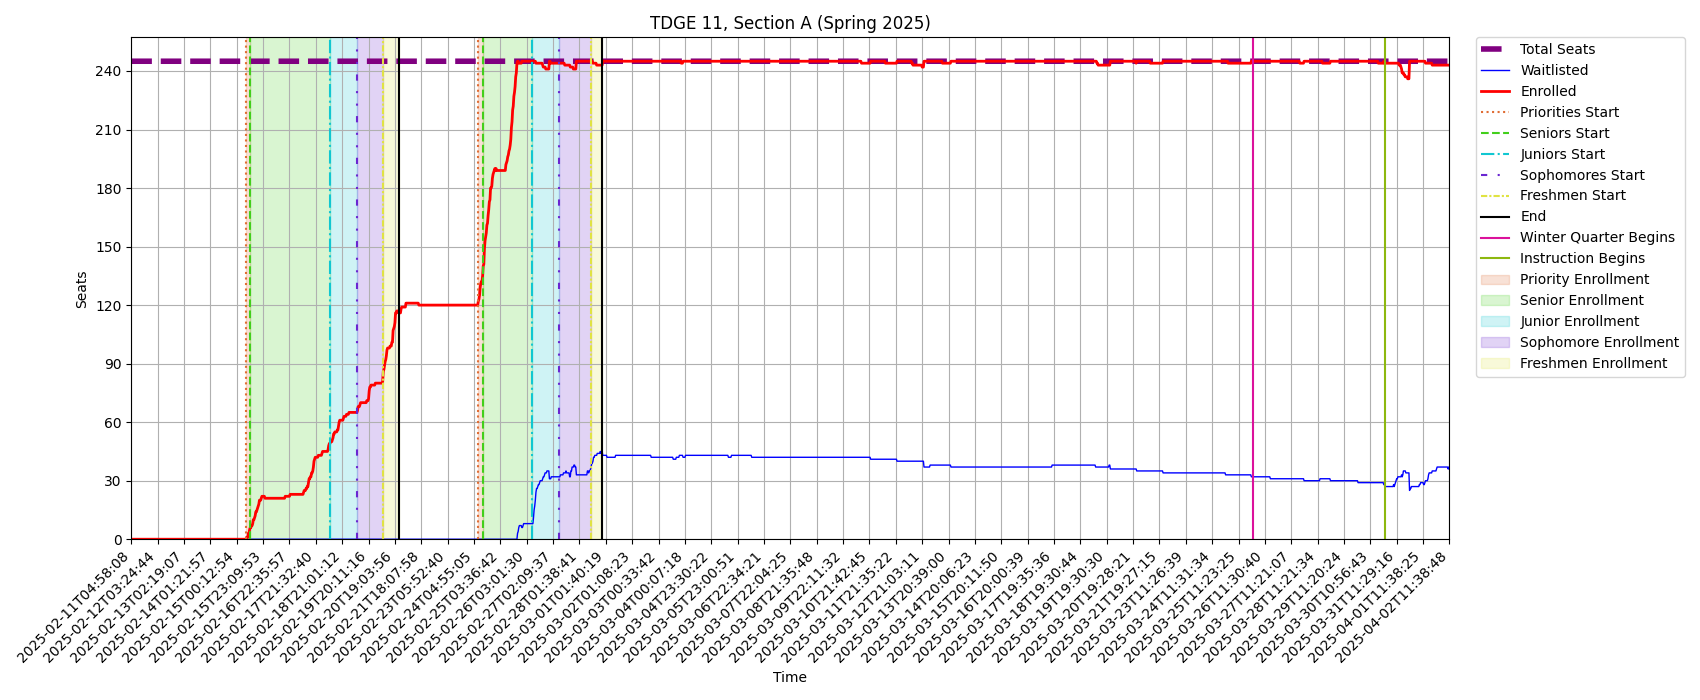 TDGE 11, Section A (Spring 2025)
Seats
240
210
180
150
120
90
60
30
0
2025-02-11T04:58:08
2025-02-12T03:24:44
2025-02-13T02:19:07
2025-02-14T01:21:57
2025-02-15T00:12:54
2025-02-15T23:09:53
2025-02-16T22:35:57
2025-02-17T21:32:40
2025-02-18T21:01:12
2025-02-19T20:11:16
2025-02-20T19:03:56
2025-02-21T18:07:58
2025-02-23T05:52:40
2025-02-24T04:55:05
2025-02-25T03:36:42
2025-02-26T03:01:30
2025-02-27T02:09:37
2025-02-28T01:38:41
2025-03-01T01:40:19
2025-03-02T01:08:23
2025-03-03T00:33:42
2025-03-04T00:07:18
2025-03-04T23:30:22
2025-03-05T23:00:51
2025-03-06T22:34:21
2025-03-07T22:04:25
2025-03-08T21:35:48
2025-03-09T22:11:32
2025-03-10T21:42:45
2025-03-11T21:35:22
2025-03-12T21:03:11
2025-03-13T20:39:00
2025-03-14T20:06:23
2025-03-15T20:11:50
2025-03-16T20:00:39
2025-03-17T19:35:36
2025-03-18T19:30:44
2025-03-19T19:30:30
2025-03-20T19:28:21
2025-03-21T19:27:15
2025-03-23T11:26:39
2025-03-24T11:31:34
2025-03-25T11:23:25
2025-03-26T11:30:40
2025-03-27T11:21:07
2025-03-28T11:21:34
2025-03-29T11:20:24
2025-03-30T10:56:43
2025-03-31T11:29:16
2025-04-01T11:38:25
2025-04-02T11:38:48
Time
Total Seats
Waitlisted
Enrolled
Priorities Start
Seniors Start
Juniors Start
Sophomores Start
Freshmen Start
End
Winter Quarter Begins
Instruction Begins
Priority Enrollment
Senior Enrollment
Junior Enrollment
Sophomore Enrollment
Freshmen Enrollment